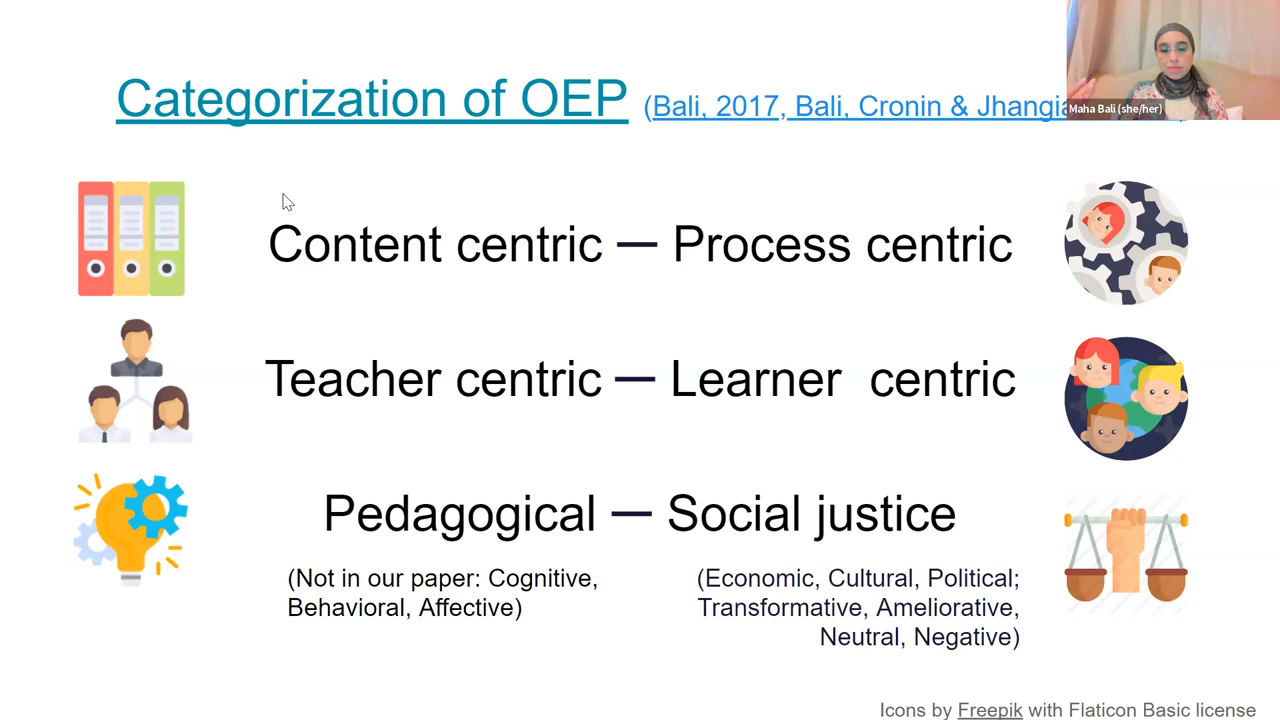 Categorization of OEP (Bali, 2017, Bali, Cronin &
Maha Bali (she/her)
Content centric — Process centric
Teacher centric — Learner centric
Pedagogical — Social justice
(Not in our paper: Cognitive,
Behavioral, Affective)
(Economic, Cultural, Political;
Transformative, Ameliorative,
Neutral, Negative)
Icons by Freepik with Flaticon Basic license